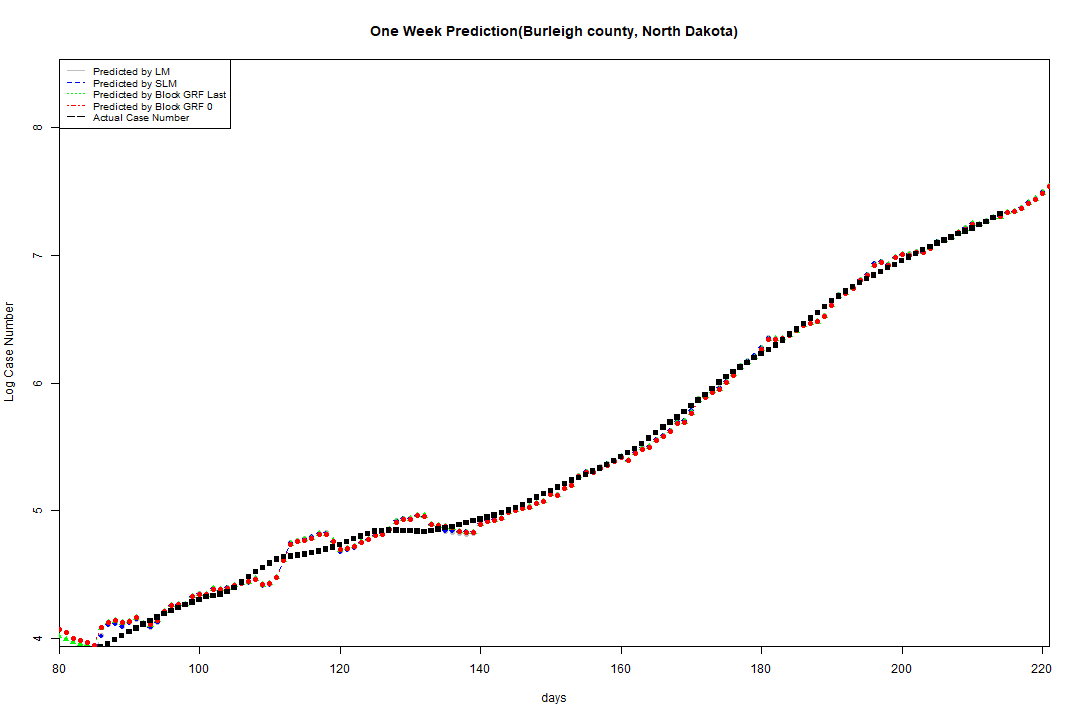 One Week Prediction(Burleigh county, North Dakota)
Predicted by LM
Predicted by SLM
Predicted by Block GRF Last
Predicted by Block GRF 0
Actual Case Number
8
7
6
5
4
Log Case Number
80 100 120 140 160 180 200 220
days